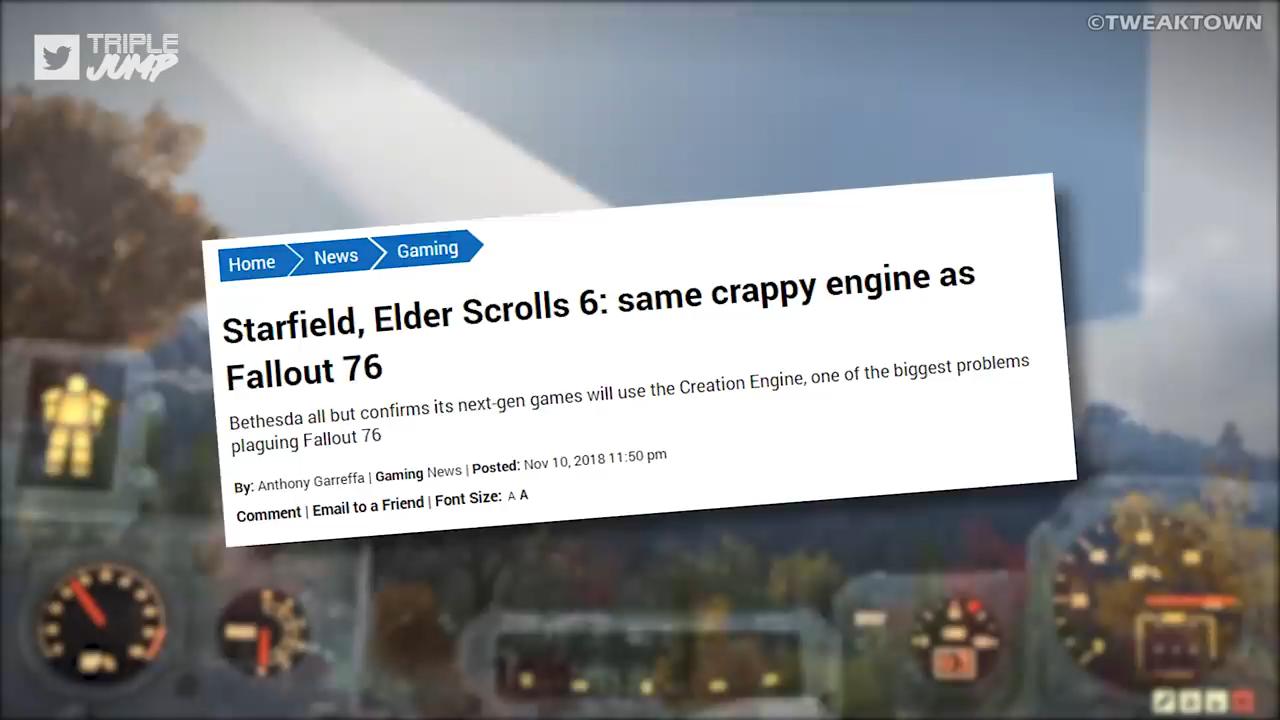 TRIPLE
JUMP
©TWEAKTOWN
Home News Gaming
Starfield, Elder Scrolls 6: same crappy engine as
Fallout 76
Bethesda all but confirms its next-gen games will use the Creation Engine, one of the biggest problems
plaguing Fallout 76
By: Anthony Garreffa | Gaming News | Posted: Nov 10, 2018 11:50 pm
Comment | Email to a Friend | Font Size: A A